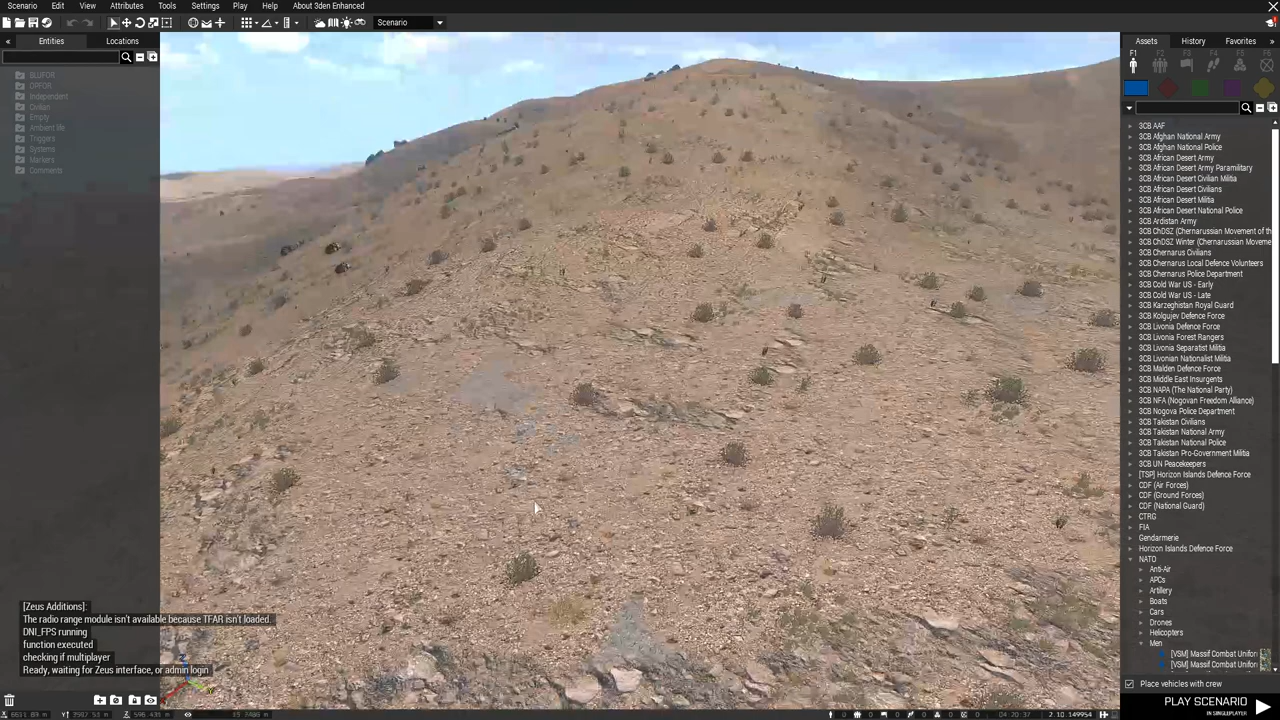 Scenario Edit View Attributes Tools Settings Play Help About 3den Enhanced
Scenario
Entities Locations
BLUFOR
OPFOR
Independent
Civilian
Empty
Ambient life
Triggers
Systems
Markers
Comments
[Zeus Additions]:
The radio range module isn't available because TFAR isn't loaded.
DNI_FPS running
function executed
checking if multiplayer
Ready, waiting for Zeus interface, or admin login
Assets History Favorites
F1 F2 F3 F4 F5 F6
3CB AAF
3CB Afghan National Army
3CB Afghan National Police
3CB African Desert Army
3CB African Desert Army Paramilitary
3CB African Desert Civilian Militia
3CB African Desert Civilians
3CB African Desert Militia
3CB African Desert National Police
3CB Ardistan Army
3CB ChDSZ (Chernarussian Movement of th
3CB ChDSZ Winter (Chernarussian Moveme
3CB Chernarus Civilians
3CB Chernarus Local Defence Volunteers
3CB Chernarus Police Department
3CB Cold War US - Early
3CB Cold War US - Late
3CB Karzeghistan Royal Guard
3CB Kolgujev Defence Force
3CB Livonia Defence Force
3CB Livonia Forest Rangers
3CB Livonia Separatist Militia
3CB Livonian Nationalist Militia
3CB Malden Defence Force
3CB Middle East Insurgents
3CB NAPA (The National Party)
3CB NFA (Nogovan Freedom Alliance)
3CB Nogova Police Department
3CB Takistan Civilians
3CB Takistan National Army
3CB Takistan National Police
3CB Takistan Pro-Government Militia
3CB UN Peacekeepers
[TSP] Horizon Islands Defence Force
CDF (Air Forces)
CDF (Ground Forces)
CDF (National Guard)
CTRG
FIA
Gendarmerie
Horizon Islands Defence Force
NATO
Anti-Air
APCs
Artillery
Boats
Cars
Drones
Helicopters
Men
[VSM] Massif Combat Unifor
[VSM] Massif Combat Unifor
Place vehicles with crew
PLAY SCENARIO
IN SINGLEPLAYER
04:20:37 2.10.149954